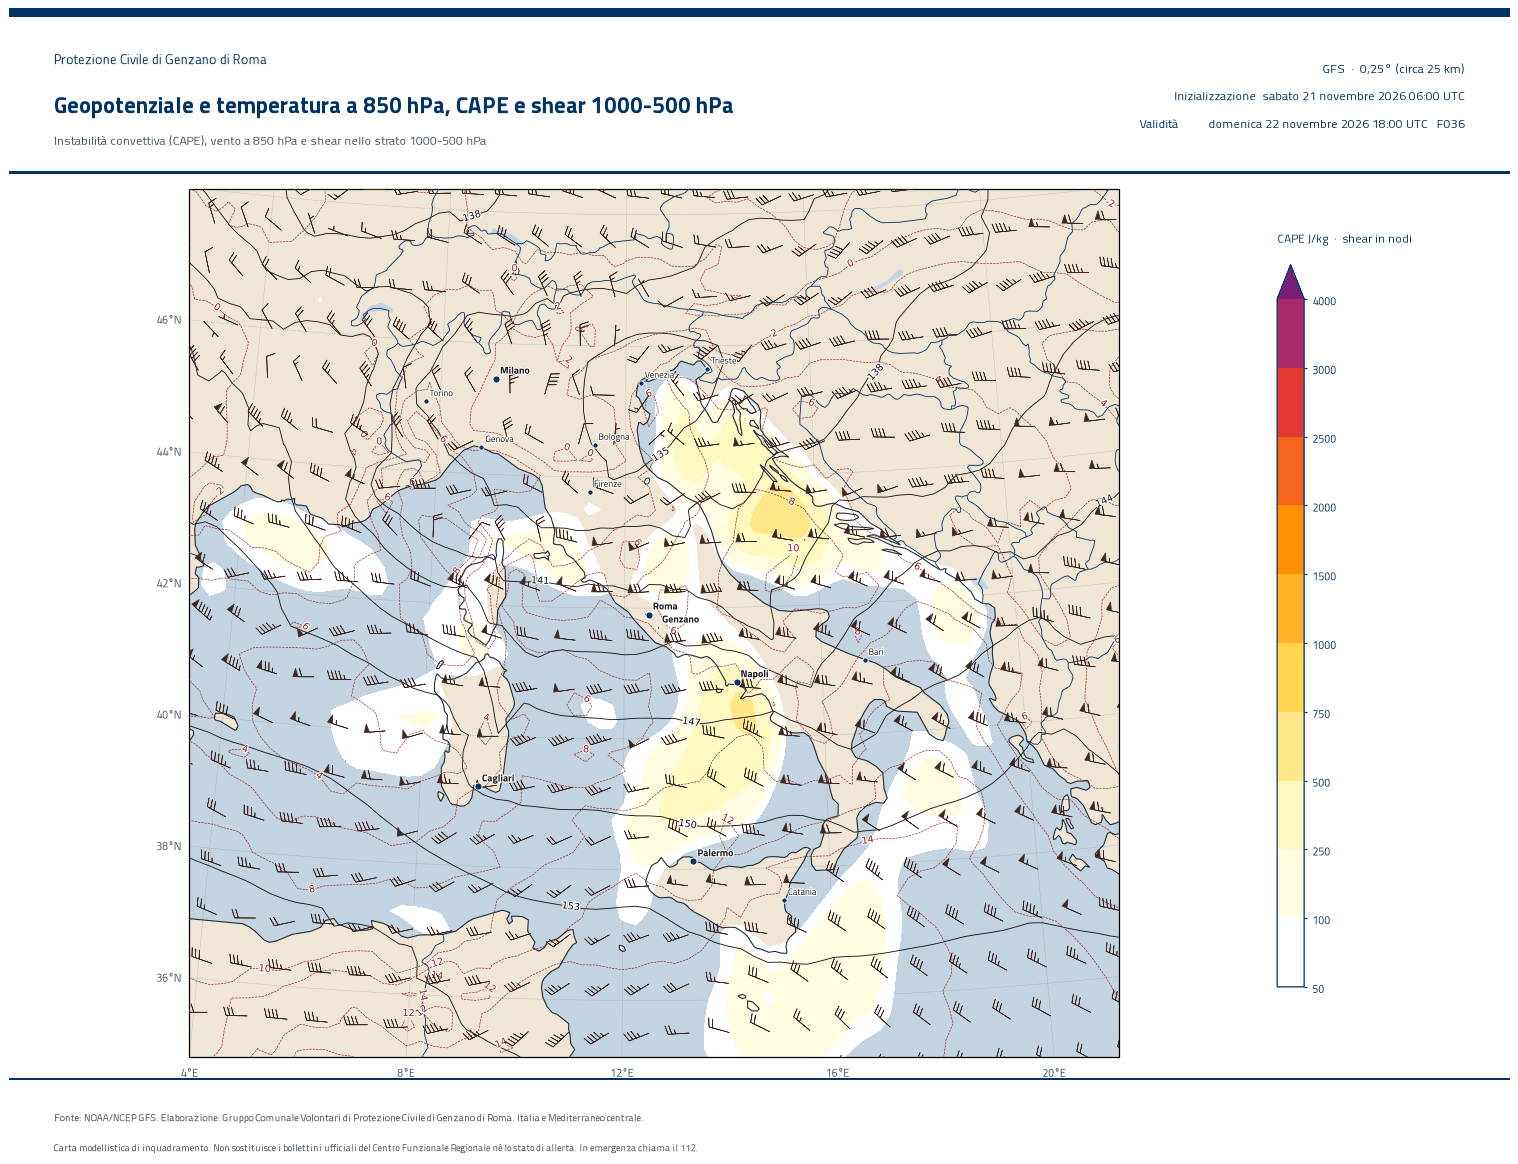 Protezione Civile di Genzano di Roma
Geopotenziale e temperatura a 850 hPa, CAPE e shear 1000-500 hPa
Instabilità convettiva (CAPE), vento a 850 hPa e shear nello strato 1000-500 hPa
GFS · 0,25° (circa 25 km)
Inizializzazione sabato 21 novembre 2026 06:00 UTC
Validità domenica 22 novembre 2026 18:00 UTC F036
CAPE J/kg · shear in nodi
4000
3000
2500
2000
1500
1000
750
500
250
100
50
46°N
44°N
42°N
40°N
38°N
36°N
4°E
8°E
12°E
16°E
20°E
Milano
Torino
Venezia
Trieste
Genova
Bologna
Firenze
Roma
Genzano
Napoli
Bari
Cagliari
Palermo
Catania
138
138
135
144
141
147
150
153
Fonte: NOAA/NCEP GFS. Elaborazione: Gruppo Comunale Volontari di Protezione Civile di Genzano di Roma. Italia e Mediterraneo centrale.
Carta modellistica di inquadramento. Non sostituisce i bollettini ufficiali del Centro Funzionale Regionale né lo stato di allerta. In emergenza chiama il 112.